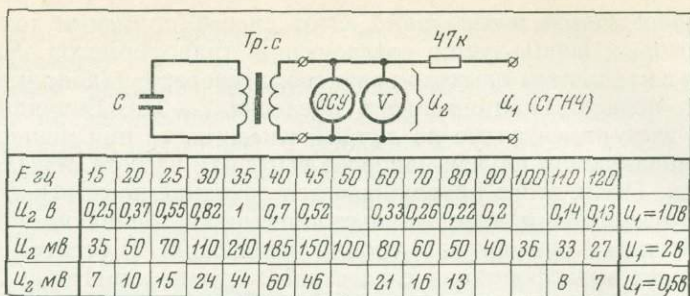 Тр.с
47к
С
ОСУ
V
U₂
U₁ (СГНЧ)
F гц 15 20 25 30 35 40 45 50 60 70 80 90 100 110 120
U₂ в 0,25 0,37 0,55 0,82 1 0,7 0,52 0,33 0,26 0,22 0,2 0,14 0,13 U₁=10в
U₂ мв 35 50 70 110 210 185 150 100 80 60 50 40 36 33 27 U₁=2в
U₂ мв 7 10 15 24 44 60 46 21 16 13 8 7 U₁=0,5в